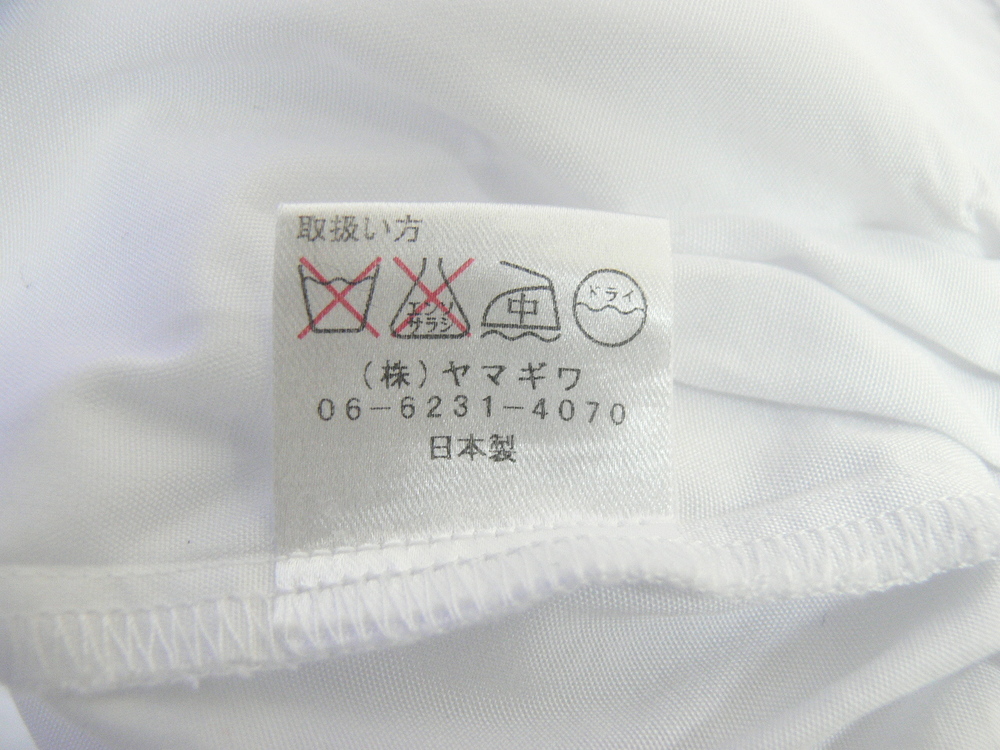 取扱い方
エンソ
サラシ
中
ドライ
(株)ヤマギワ
06-6231-4070
日本製